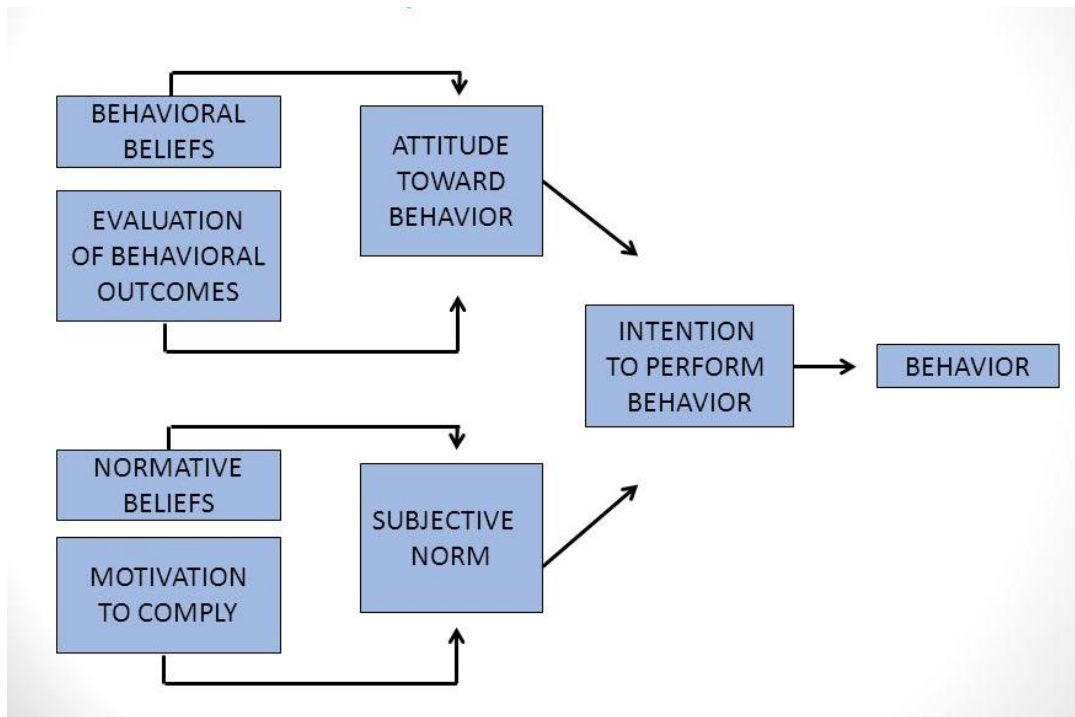 BEHAVIORAL
BELIEFS
EVALUATION
OF BEHAVIORAL
OUTCOMES
ATTITUDE
TOWARD
BEHAVIOR
INTENTION
TO PERFORM
BEHAVIOR
BEHAVIOR
NORMATIVE
BELIEFS
MOTIVATION
TO COMPLY
SUBJECTIVE
NORM